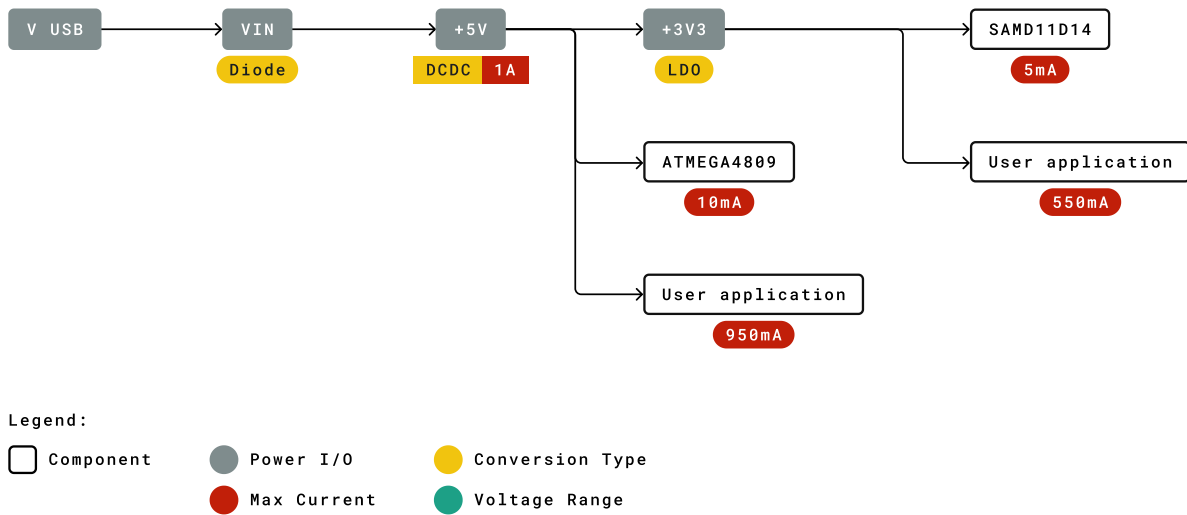 V USB
VIN
+5V
+3V3
SAMD11D14
Diode
DCDC 1A
LDO
5mA
ATMEGA4809
User application
10mA
550mA
User application
950mA
Legend:
Component
Power I/O
Conversion Type
Max Current
Voltage Range